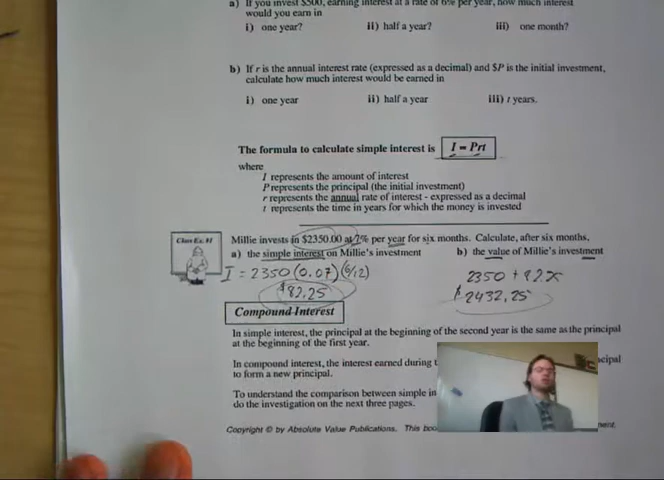 a) If you invest $500, earning interest at a rate of 6% per year, how much interest
would you earn in
i) one year? ii) half a year? iii) one month?
b) If r is the annual interest rate (expressed as a decimal) and $P is the initial investment,
calculate how much interest would be earned in
i) one year ii) half a year iii) t years.
The formula to calculate simple interest is I = Prt
where
I represents the amount of interest
P represents the principal (the initial investment)
r represents the annual rate of interest - expressed as a decimal
t represents the time in years for which the money is invested
Class Ex. #1
Millie invests in $2350.00 at 7% per year for six months. Calculate, after six months,
a) the simple interest on Millie's investment b) the value of Millie's investment
I = 2350(0.07)(6/12) 2350 +
$82.25 $2432.25
Compound Interest
In simple interest, the principal at the beginning of the second year is the same as the principal
at the beginning of the first year.
In compound interest, the interest earned during
to form a new principal.
To understand the comparison between simple in
do the investigation on the next three pages.
Copyright © by Absolute Value Publications. This boo